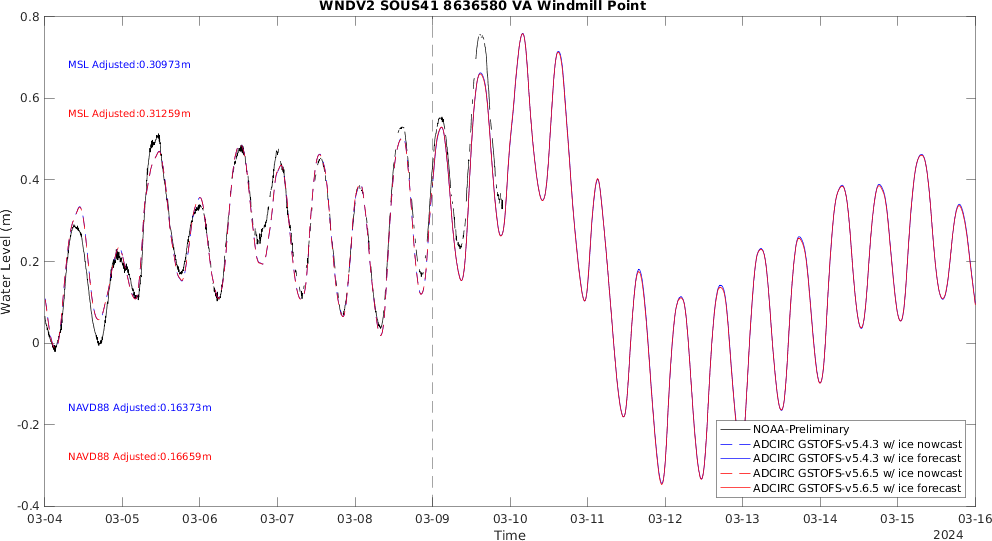 WNDV2 SOUS41 8636580 VA Windmill Point
0.8
0.6
0.4
0.2
0
-0.2
-0.4
Water Level (m)
MSL Adjusted:0.30973m
MSL Adjusted:0.31259m
NAVD88 Adjusted:0.16373m
NAVD88 Adjusted:0.16659m
NOAA-Preliminary
ADCIRC GSTOFS-v5.4.3 w/ ice nowcast
ADCIRC GSTOFS-v5.4.3 w/ ice forecast
ADCIRC GSTOFS-v5.6.5 w/ ice nowcast
ADCIRC GSTOFS-v5.6.5 w/ ice forecast
03-04 03-05 03-06 03-07 03-08 03-09 03-10 03-11 03-12 03-13 03-14 03-15 03-16
Time
2024